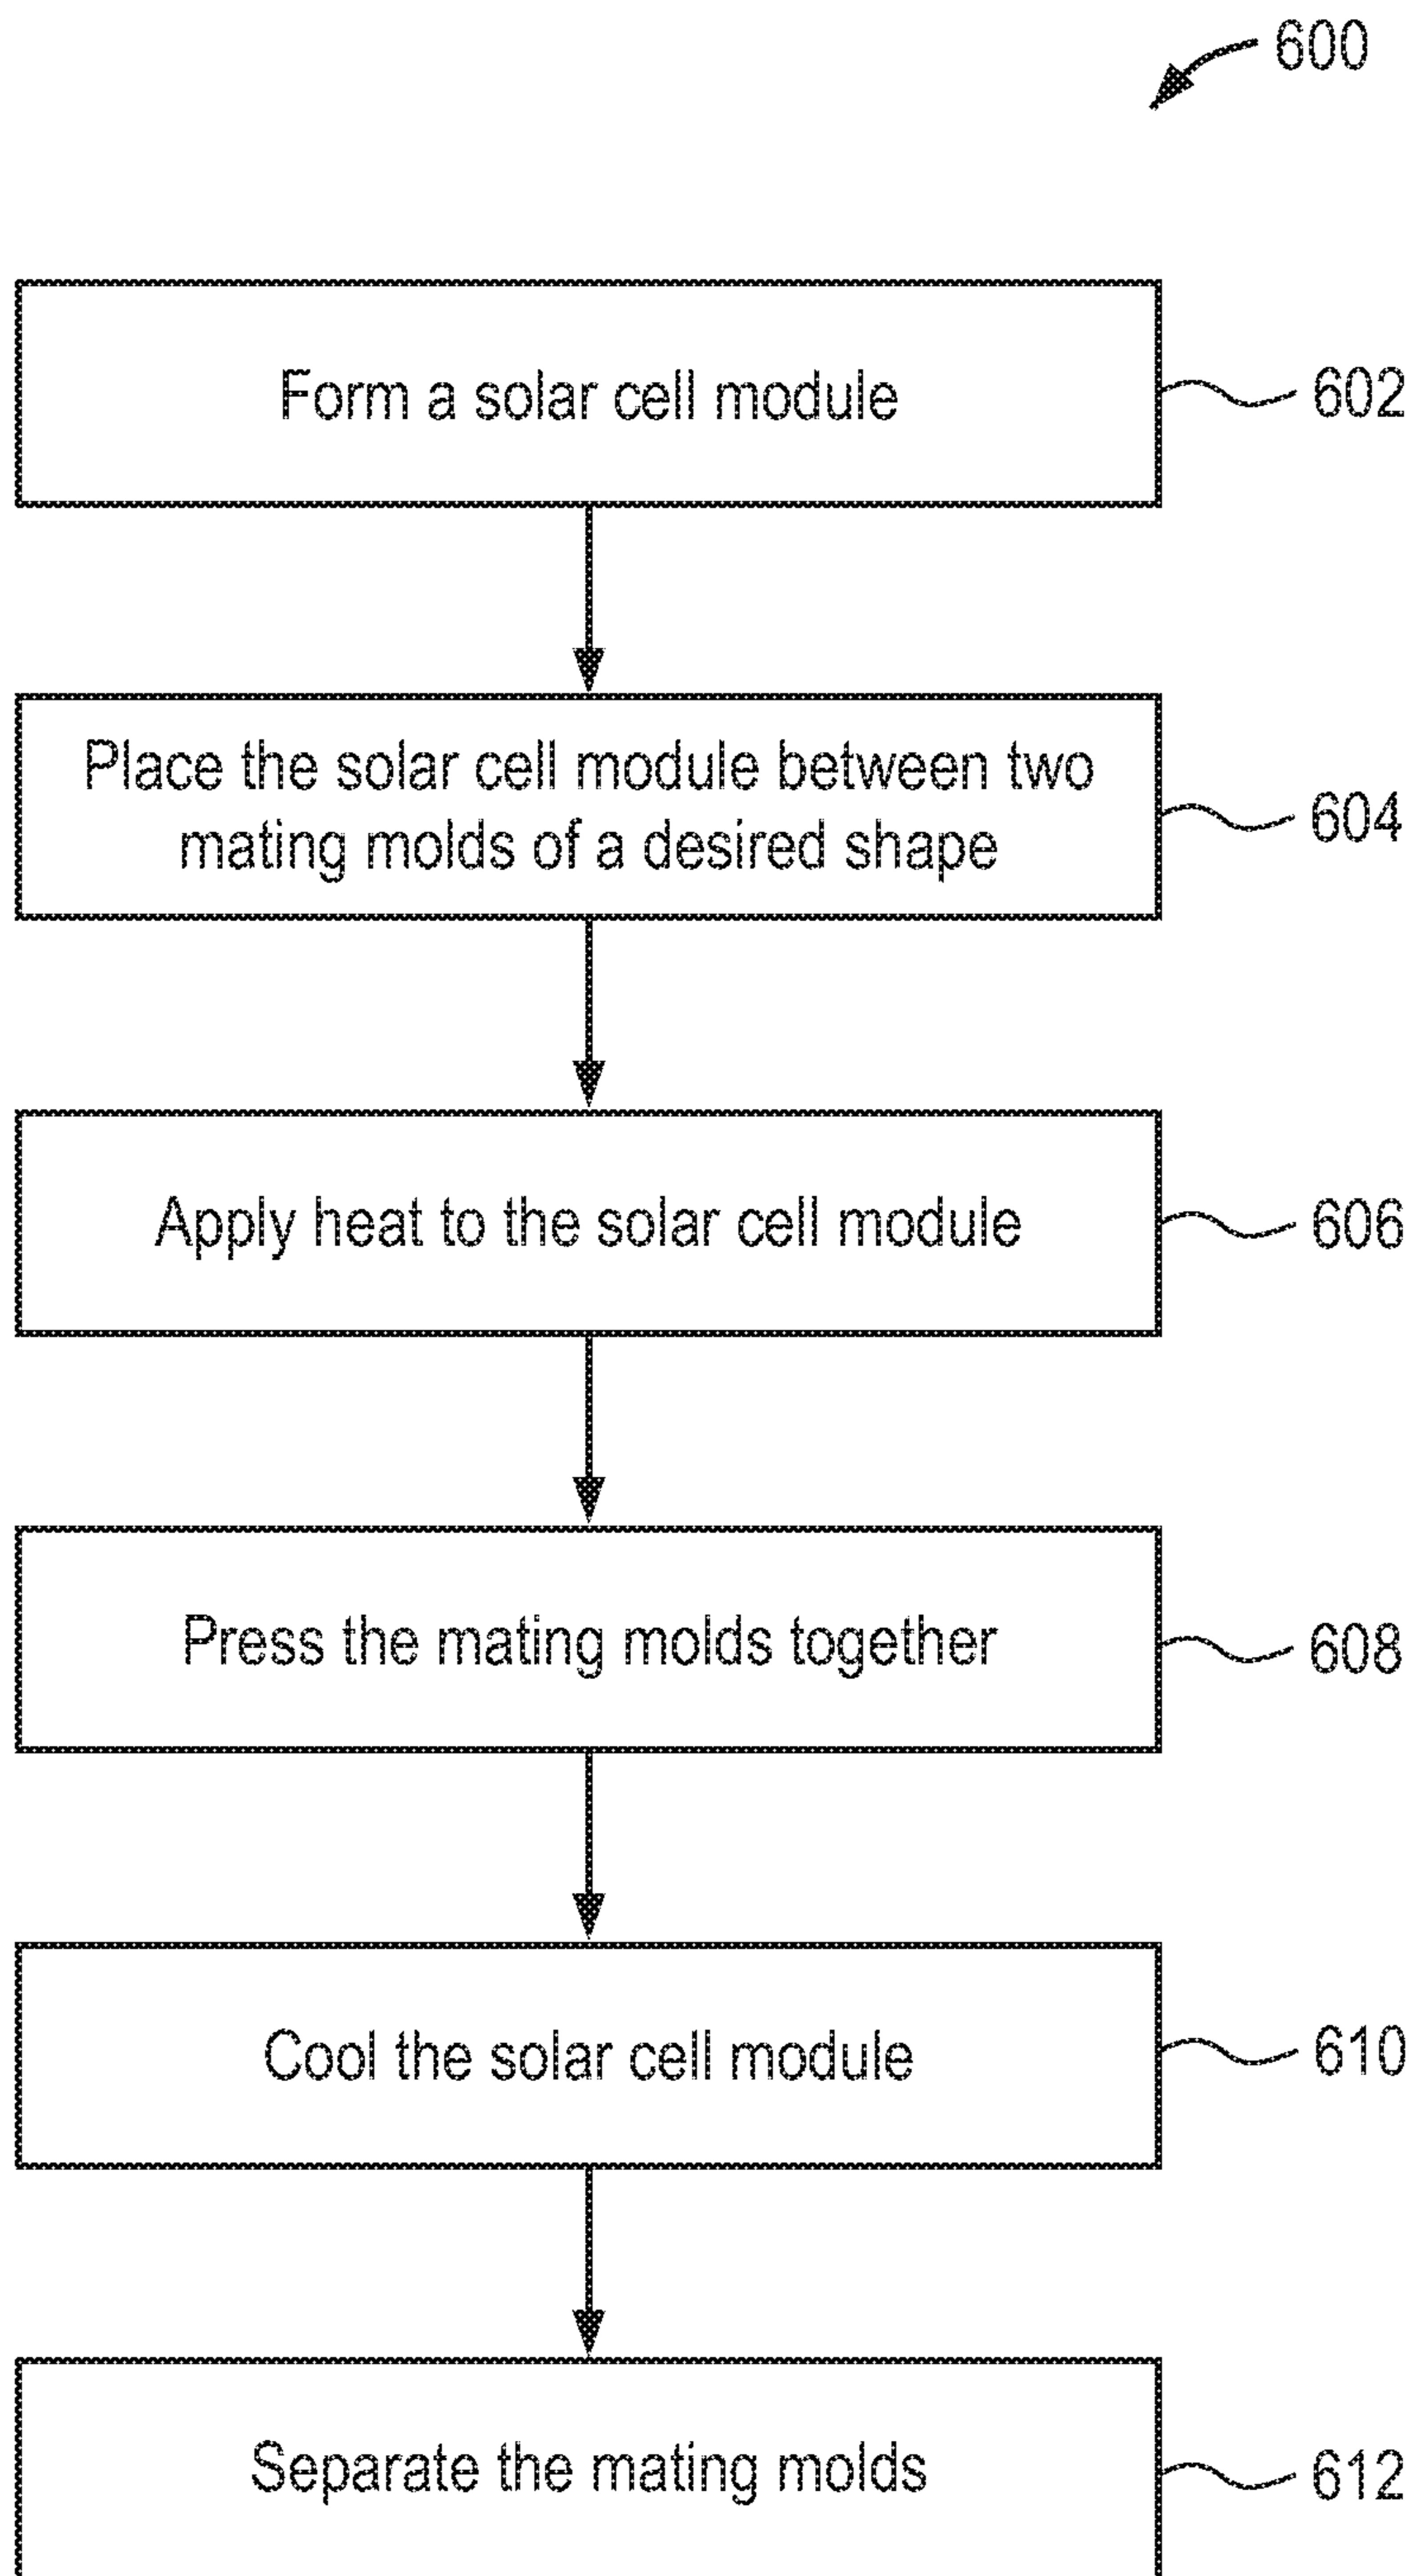 600
Form a solar cell module
602
Place the solar cell module between two
mating molds of a desired shape
604
Apply heat to the solar cell module
606
Press the mating molds together
608
Cool the solar cell module
610
Separate the mating molds
612